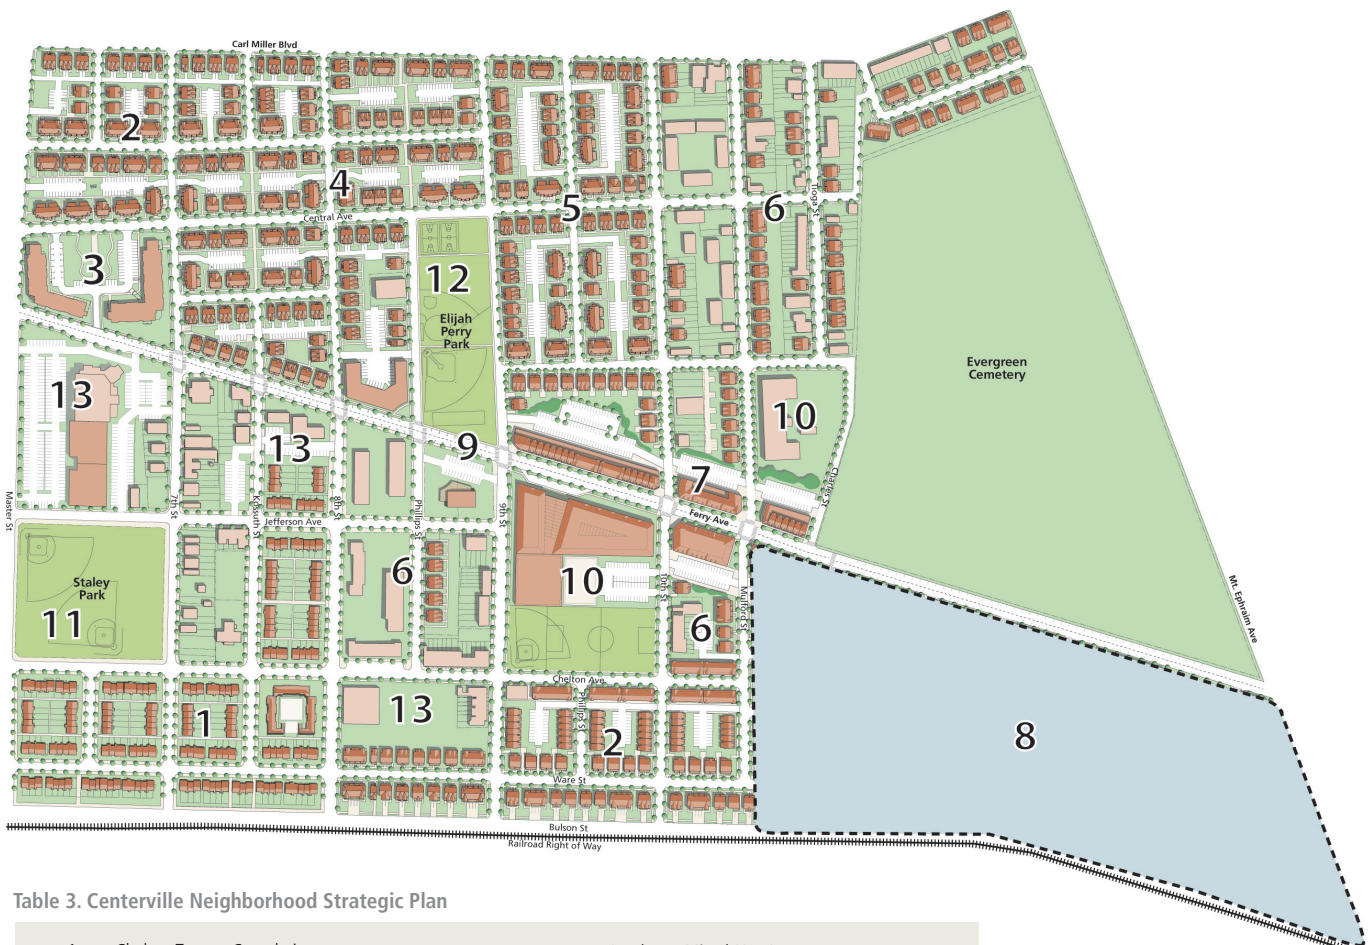 Carl Miller Blvd
2
4
Central Ave
5
6
Tioga St
3
12
Elijah
Perry
Park
Evergreen
Cemetery
13
13
9
7
10
Charles St
Master St
7th St
Kossuth St
8th St
Phillips St
9th St
Ferry Ave
Jefferson Ave
Staley
Park
11
6
10
10th St
Mulford St
6
Mt. Ephraim Ave
Chelton Ave
1
13
Phillips St
2
8
Ware St
Bulson St
Railroad Right of Way
Table 3. Centerville Neighborhood Strategic Plan